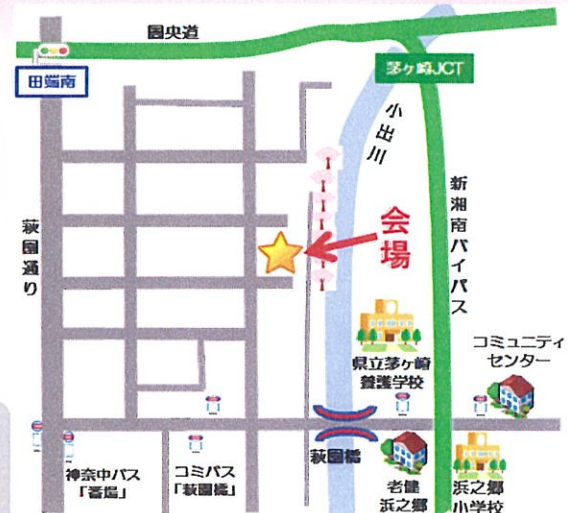 圏央道
田端南
茅ヶ崎JCT
小出川
新湘南バイパス
萩園通り
会場
県立茅ケ崎
養護学校
コミュニティ
センター
神奈中バス
「番場」
コミバス
「萩園橋」
萩園橋
老健
浜之郷
浜之郷
小学校